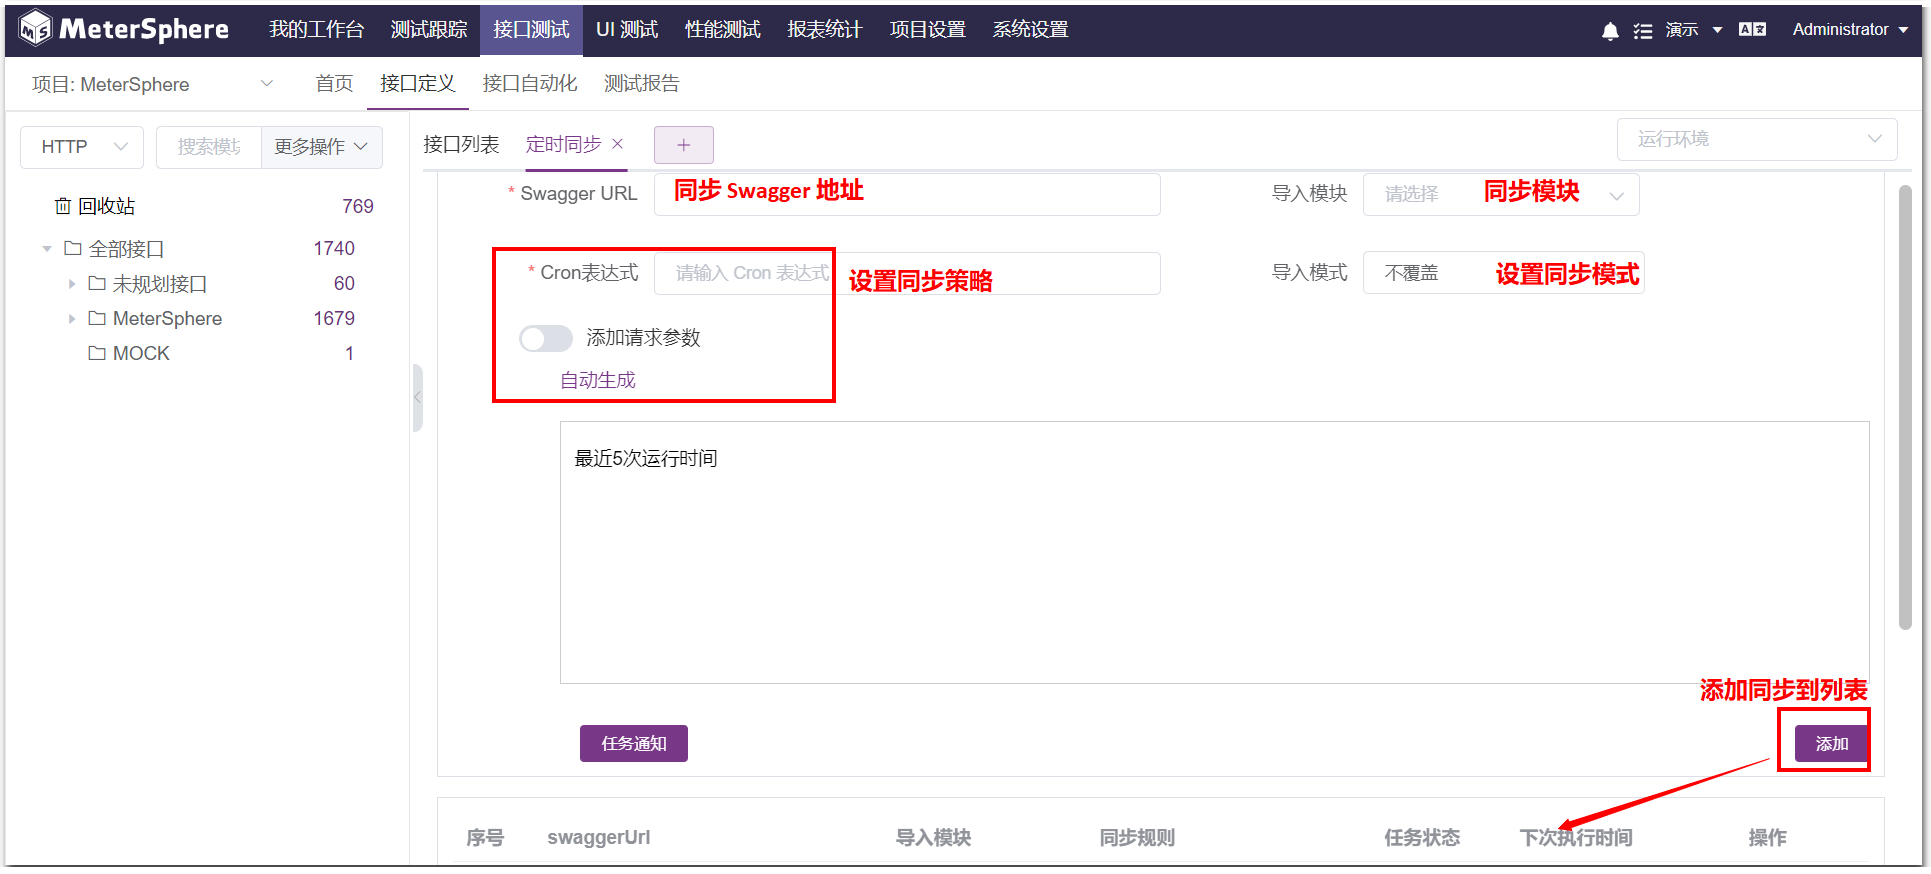 MeterSphere 我的工作台 测试跟踪 接口测试 UI 测试 性能测试 报表统计 项目设置 系统设置 演示 Administrator
项目: MeterSphere 首页 接口定义 接口自动化 测试报告
HTTP 搜索模块 更多操作 接口列表 定时同步 × + 运行环境
* Swagger URL 同步 Swagger 地址 导入模块 请选择 同步模块
回收站 769
全部接口 1740
未规划接口 60
MeterSphere 1679
MOCK 1
* Cron表达式 请输入 Cron 表达式 设置同步策略 导入模式 不覆盖 设置同步模式
添加请求参数
自动生成
最近5次运行时间
添加同步到列表
任务通知 添加
序号 swaggerUrl 导入模块 同步规则 任务状态 下次执行时间 操作